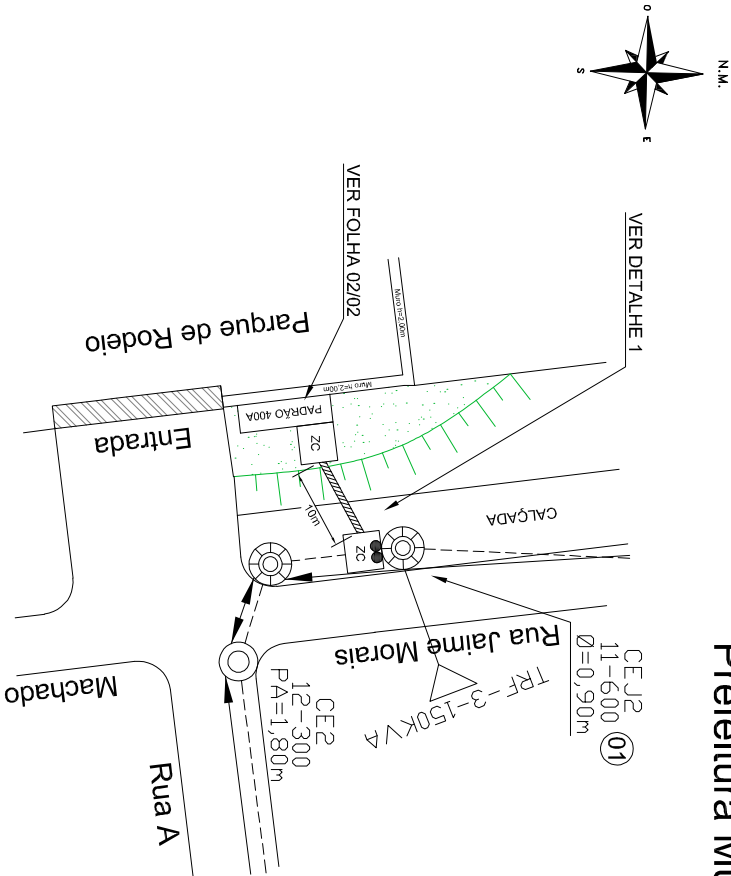 N.M.
O
S
E
VER FOLHA 02/02
VER DETALHE 1
Parque de Rodeio
Muro h=2.00m
Muro h=2.00m
PADRÃO 400A
ZC
Entrada
10m
ZC
CALÇADA
Rua Jaime Morais
TRF-3-150KVA
CEJ2
11-600
Ø=0,90m
01
CE2
12-300
PA=1,80m
Machado
Rua A